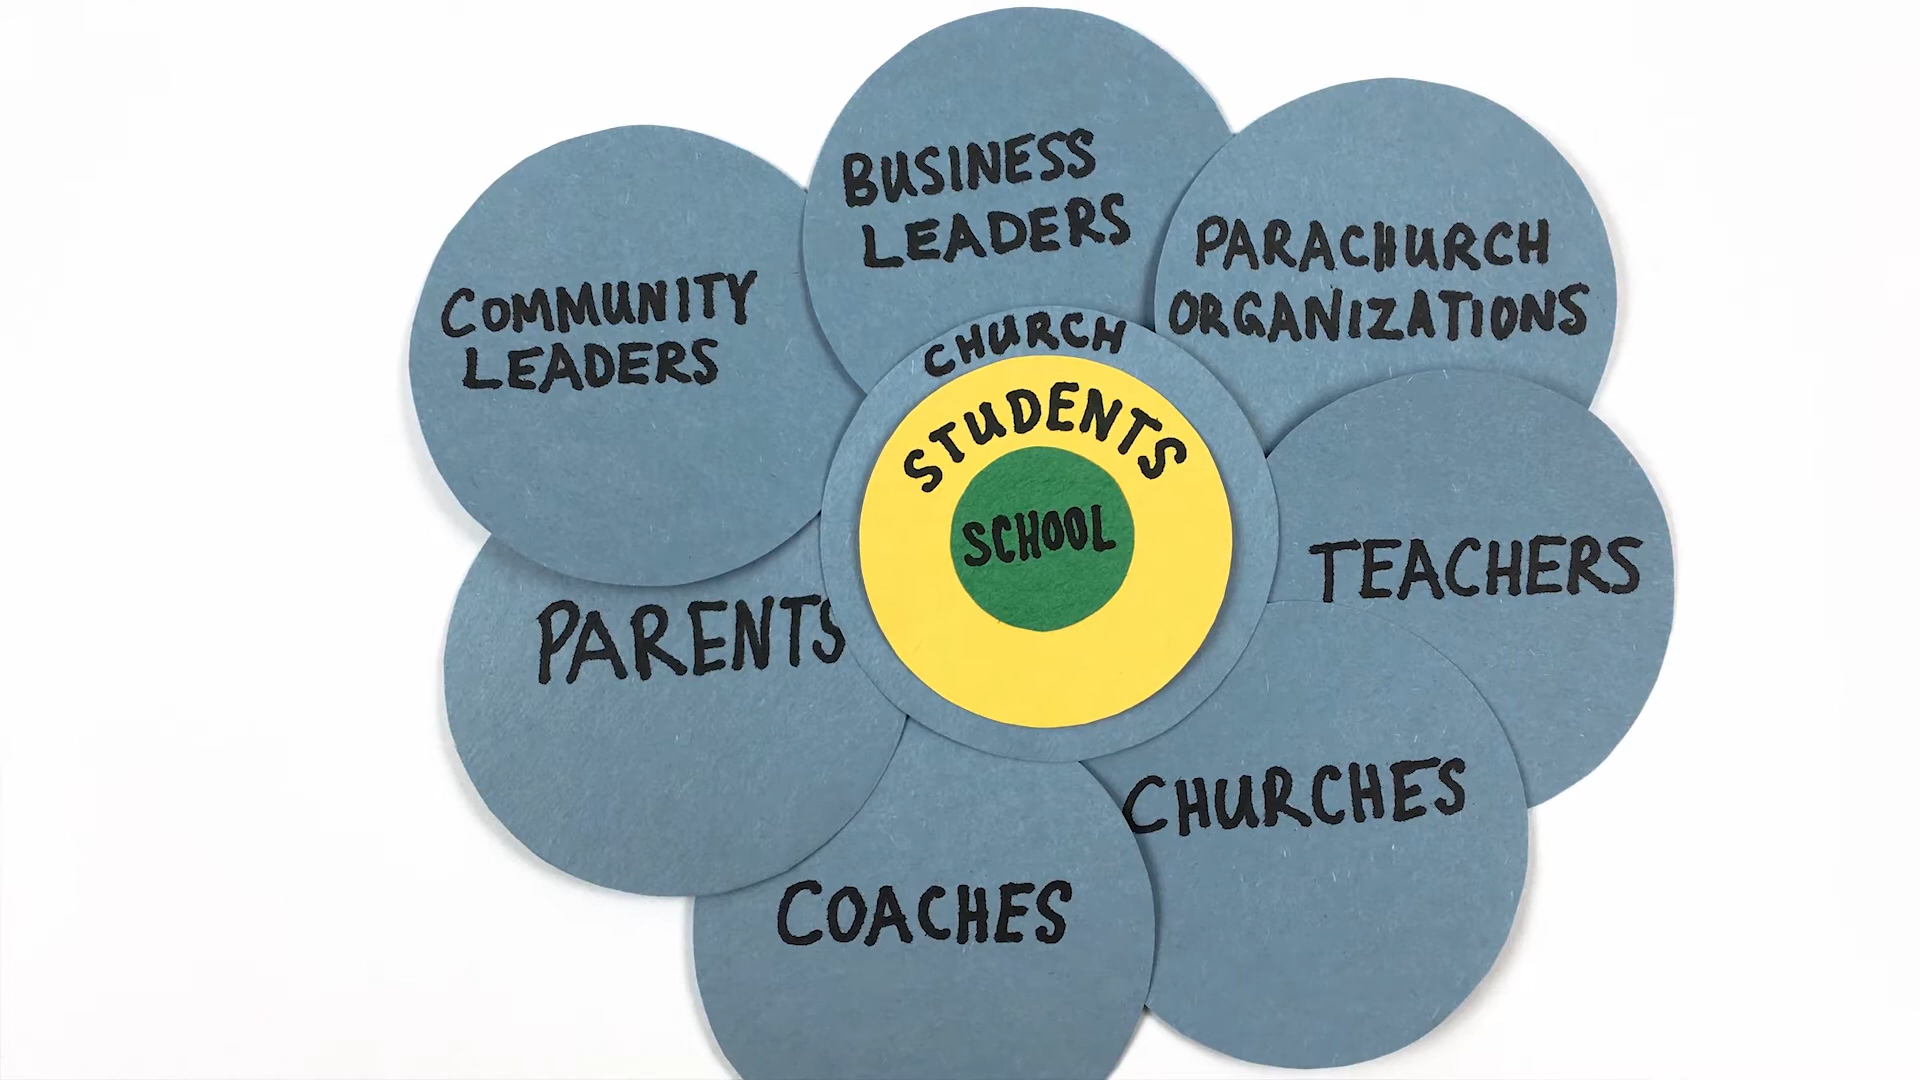 BUSINESS
LEADERS
PARACHURCH
ORGANIZATIONS
COMMUNITY
LEADERS
CHURCH
STUDENTS
SCHOOL
TEACHERS
PARENTS
CHURCHES
COACHES